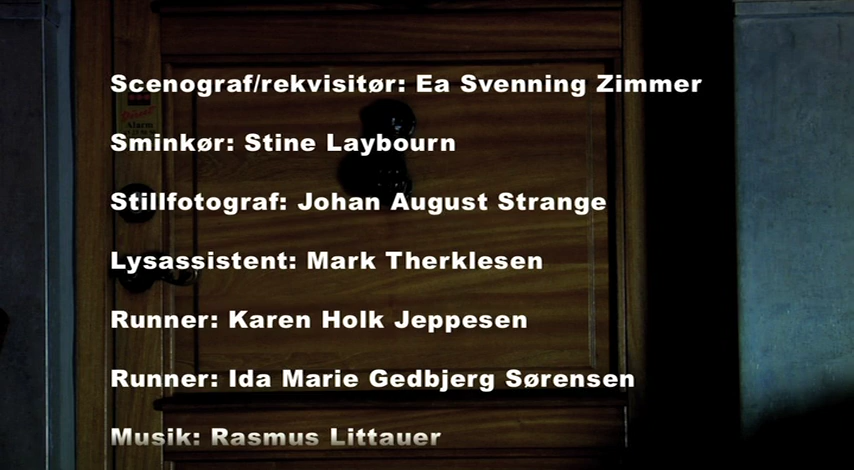 Scenograf/rekvisitør: Ea Svenning Zimmer
Alarm
Sminkør: Stine Laybourn
Stillfotograf: Johan August Strange
Lysassistent: Mark Therklesen
Runner: Karen Holk Jeppesen
Runner: Ida Marie Gedbjerg Sørensen
Musik: Rasmus Littauer